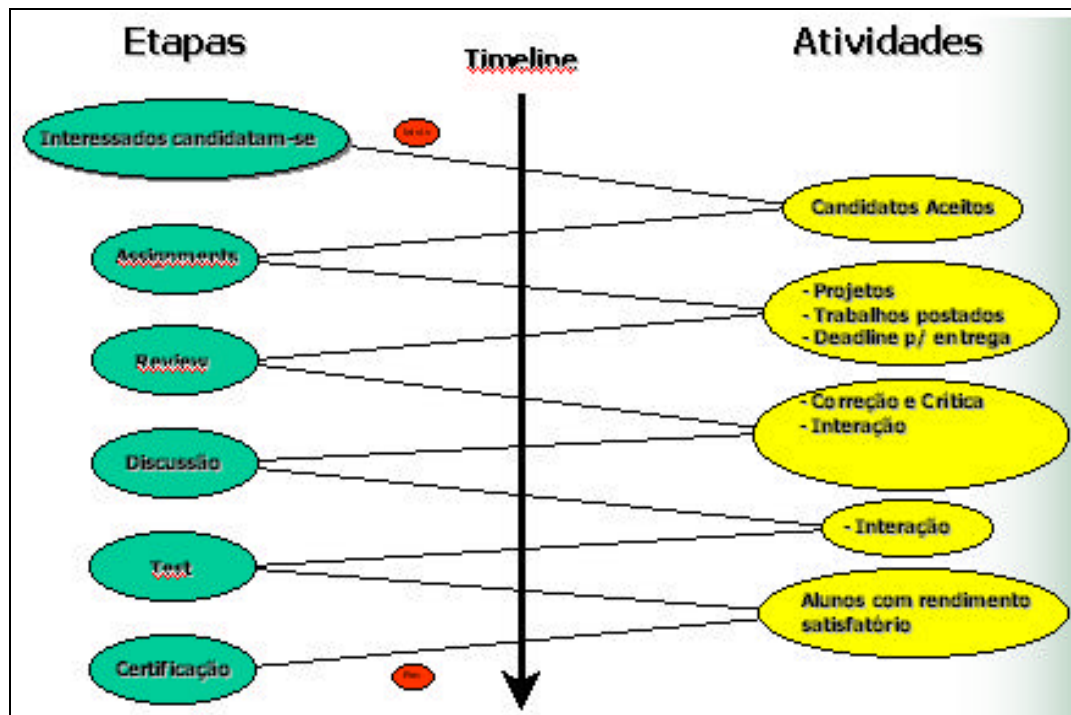 Etapas
Timeline
Atividades
Interessados candidatam-se
Candidatos Aceitos
Assignments
- Projetos
- Trabalhos postados
- Deadline p/ entrega
Review
- Correção e Critica
- Interação
Discussão
- Interação
Test
Alunos com rendimento
satisfatório
Certificação